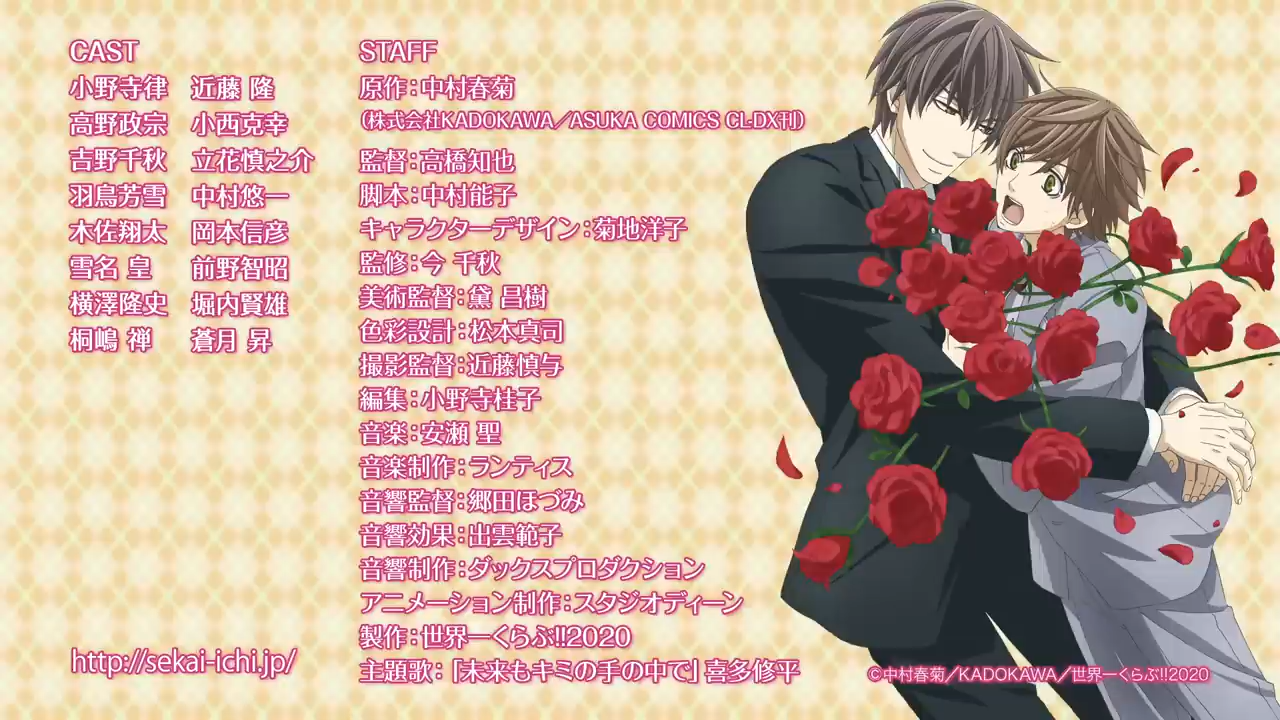 CAST
小野寺律 近藤 隆
高野政宗 小西克幸
吉野千秋 立花慎之介
羽鳥芳雪 中村悠一
木佐翔太 岡本信彦
雪名 皇 前野智昭
横澤隆史 堀内賢雄
桐嶋 禅 蒼月 昇
http://sekai-ichi.jp/
STAFF
原作：中村春菊
（株式会社KADOKAWA／ASUKA COMICS CL-DX刊）
監督：高橋知也
脚本：中村能子
キャラクターデザイン：菊地洋子
監修：今 千秋
美術監督：黛 昌樹
色彩設計：松本真司
撮影監督：近藤慎与
編集：小野寺桂子
音楽：安瀬 聖
音楽制作：ランティス
音響監督：郷田ほづみ
音響効果：出雲範子
音響制作：ダックスプロダクション
アニメーション制作：スタジオディーン
製作：世界一くらぶ!!2020
主題歌：「未来もキミの手の中で」喜多修平
©中村春菊／KADOKAWA／世界一くらぶ!!2020